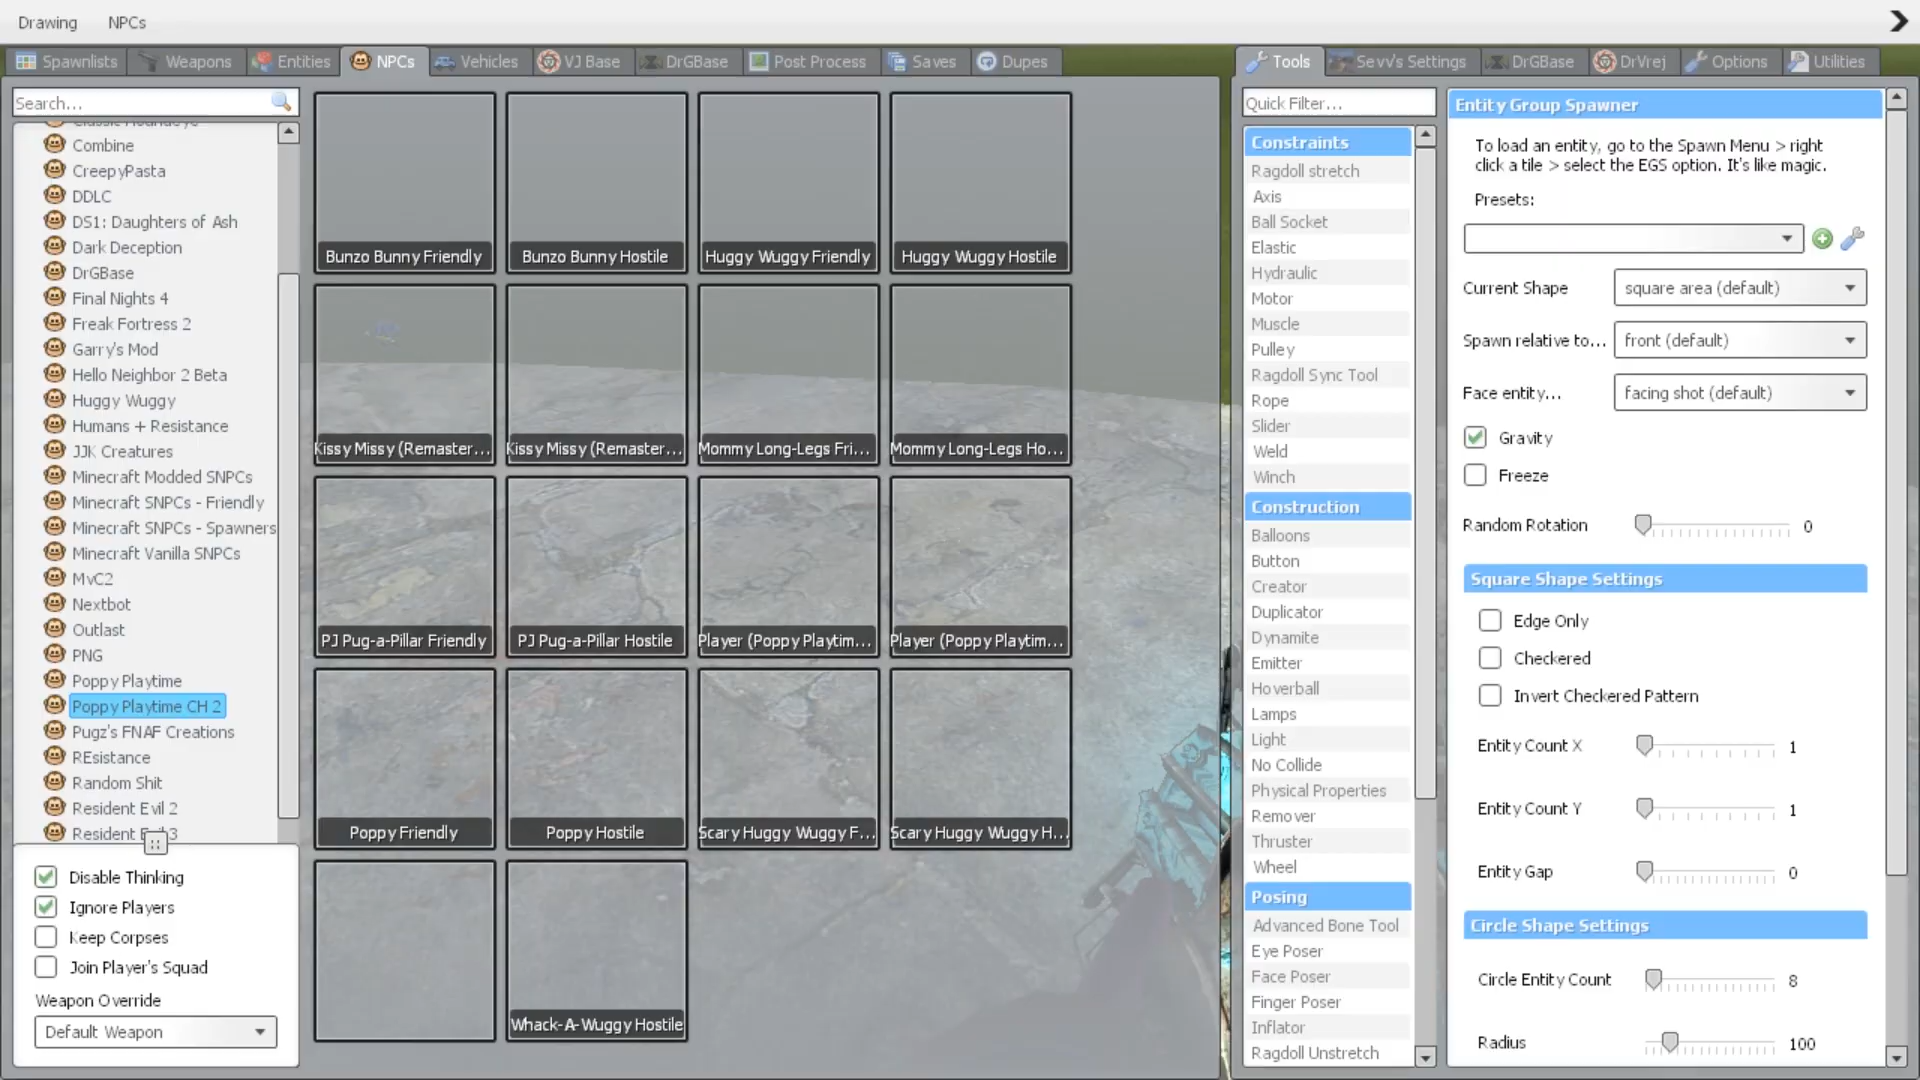 Drawing NPCs
Spawnlists Weapons Entities NPCs Vehicles VJ Base DrGBase Post Process Saves Dupes
Tools Sevv's Settings DrGBase DrVrej Options Utilities
Search...
Combine
CreepyPasta
DDLC
DS1: Daughters of Ash
Dark Deception
DrGBase
Final Nights 4
Freak Fortress 2
Garry's Mod
Hello Neighbor 2 Beta
Huggy Wuggy
Humans + Resistance
JJK Creatures
Minecraft Modded SNPCs
Minecraft SNPCs - Friendly
Minecraft SNPCs - Spawners
Minecraft Vanilla SNPCs
MvC2
Nextbot
Outlast
PNG
Poppy Playtime
Poppy Playtime CH 2
Pugz's FNAF Creations
REsistance
Random Shit
Resident Evil 2
Resident Evil 3
Disable Thinking
Ignore Players
Keep Corpses
Join Player's Squad
Weapon Override
Default Weapon
Bunzo Bunny Friendly
Bunzo Bunny Hostile
Huggy Wuggy Friendly
Huggy Wuggy Hostile
Kissy Missy (Remaster...
Kissy Missy (Remaster...
Mommy Long-Legs Fri...
Mommy Long-Legs Ho...
PJ Pug-a-Pillar Friendly
PJ Pug-a-Pillar Hostile
Player (Poppy Playtim...
Player (Poppy Playtim...
Poppy Friendly
Poppy Hostile
Scary Huggy Wuggy F...
Scary Huggy Wuggy H...
Whack-A-Wuggy Hostile
Quick Filter...
Constraints
Ragdoll stretch
Axis
Ball Socket
Elastic
Hydraulic
Motor
Muscle
Pulley
Ragdoll Sync Tool
Rope
Slider
Weld
Winch
Construction
Balloons
Button
Creator
Duplicator
Dynamite
Emitter
Hoverball
Lamps
Light
No Collide
Physical Properties
Remover
Thruster
Wheel
Posing
Advanced Bone Tool
Eye Poser
Face Poser
Finger Poser
Inflator
Ragdoll Unstretch
Entity Group Spawner
To load an entity, go to the Spawn Menu > right
click a tile > select the EGS option. It's like magic.
Presets:
Current Shape square area (default)
Spawn relative to... front (default)
Face entity... facing shot (default)
Gravity
Freeze
Random Rotation 0
Square Shape Settings
Edge Only
Checkered
Invert Checkered Pattern
Entity Count X 1
Entity Count Y 1
Entity Gap 0
Circle Shape Settings
Circle Entity Count 8
Radius 100